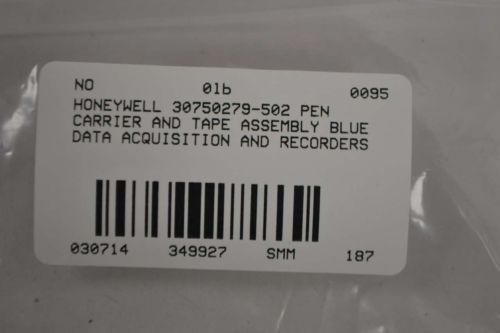 NO 01b 0095
HONEYWELL 30750279-502 PEN
CARRIER AND TAPE ASSEMBLY BLUE
DATA ACQUISITION AND RECORDERS
030714 349927 SMM 187